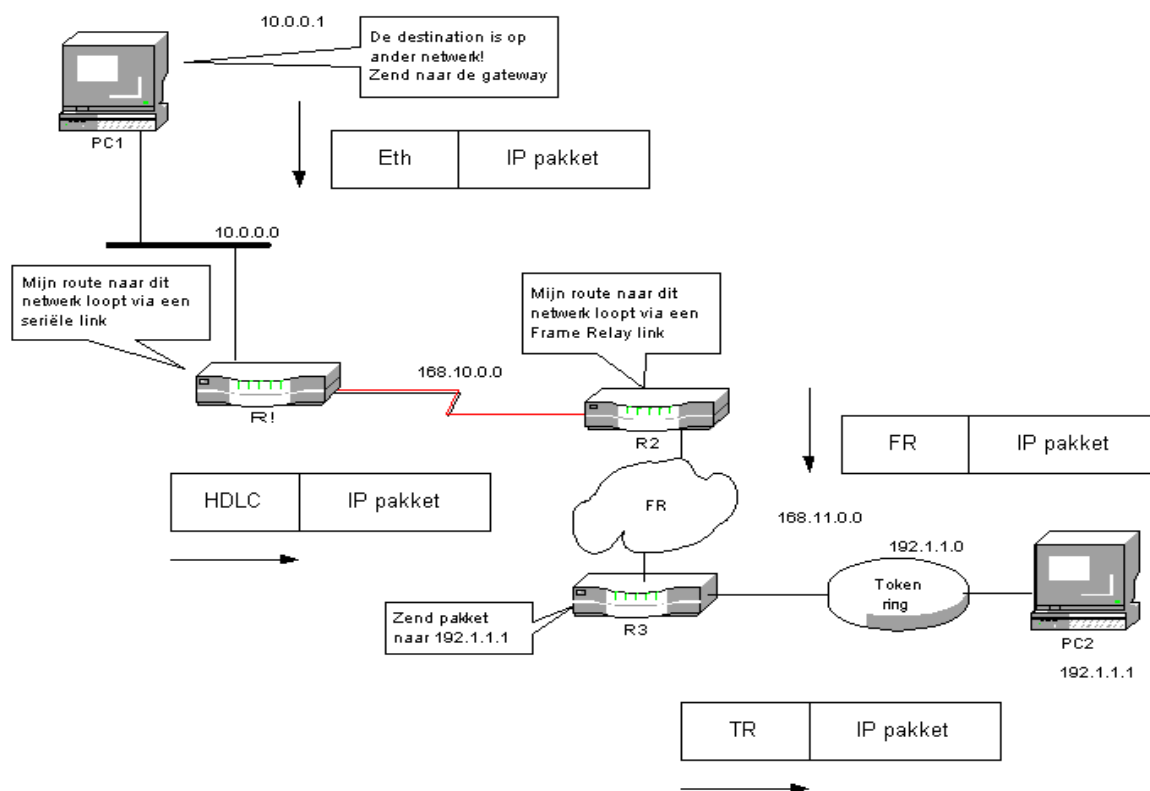 10.0.0.1
De destination is op
ander netwerk!
Zend naar de gateway
PC1
Eth
IP pakket
10.0.0.0
Mijn route naar dit
netwerk loopt via een
seriële link
Mijn route naar dit
netwerk loopt via een
Frame Relay link
168.10.0.0
R!
R2
FR
IP pakket
HDLC
IP pakket
FR
168.11.0.0
192.1.1.0
Token
ring
Zend pakket
naar 192.1.1.1
R3
PC2
192.1.1.1
TR
IP pakket